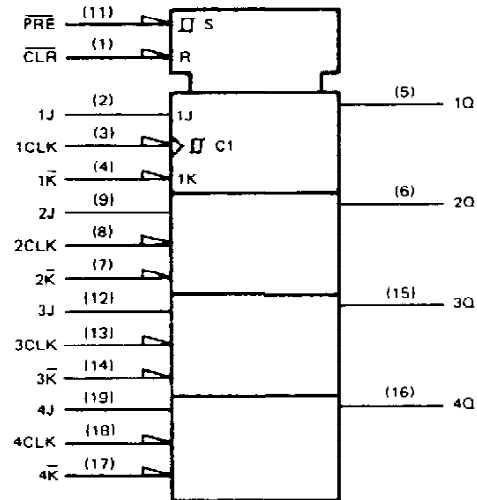 PRE (11) S
CLR (1) R
1J (2) 1J (5) 1Q
1CLK (3) C1
1K̅ (4) 1K
2J (9) (6) 2Q
2CLK (8)
2K̅ (7)
3J (12) (15) 3Q
3CLK (13)
3K̅ (14)
4J (19) (16) 4Q
4CLK (18)
4K̅ (17)